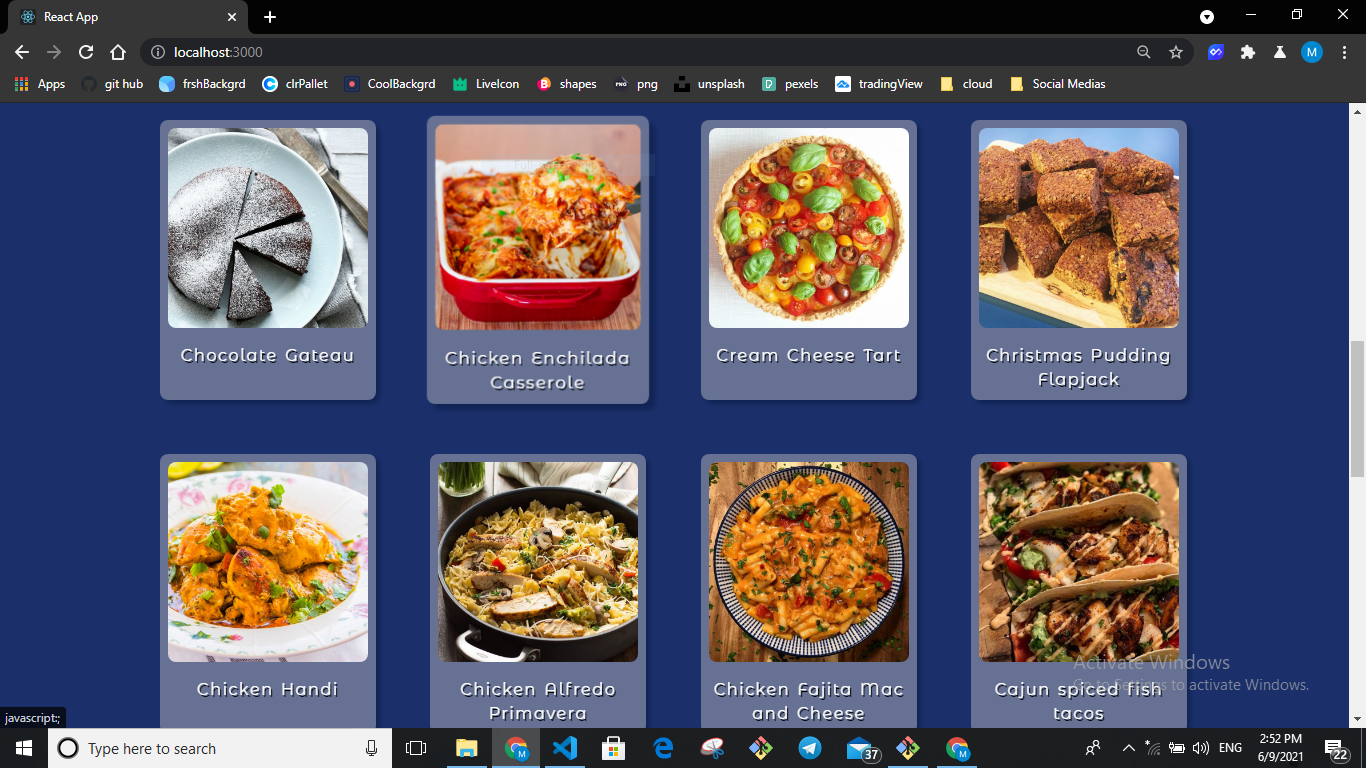 React App
localhost:3000
M
Apps
git hub
frshBackgrd
clrPallet
CoolBackgrd
LiveIcon
B
shapes
PNG
png
unsplash
pexels
tradingView
cloud
Social Medias
Chocolate Gateau
Chicken Enchilada
Casserole
Cream Cheese Tart
Christmas Pudding
Flapjack
Chicken Handi
Chicken Alfredo
Primavera
Chicken Fajita Mac
and Cheese
Cajun spiced fish
tacos
Activate Windows
Go to Settings to activate Windows.
javascript:;
Type here to search
M
37
M
ENG
2:52 PM
6/9/2021
22